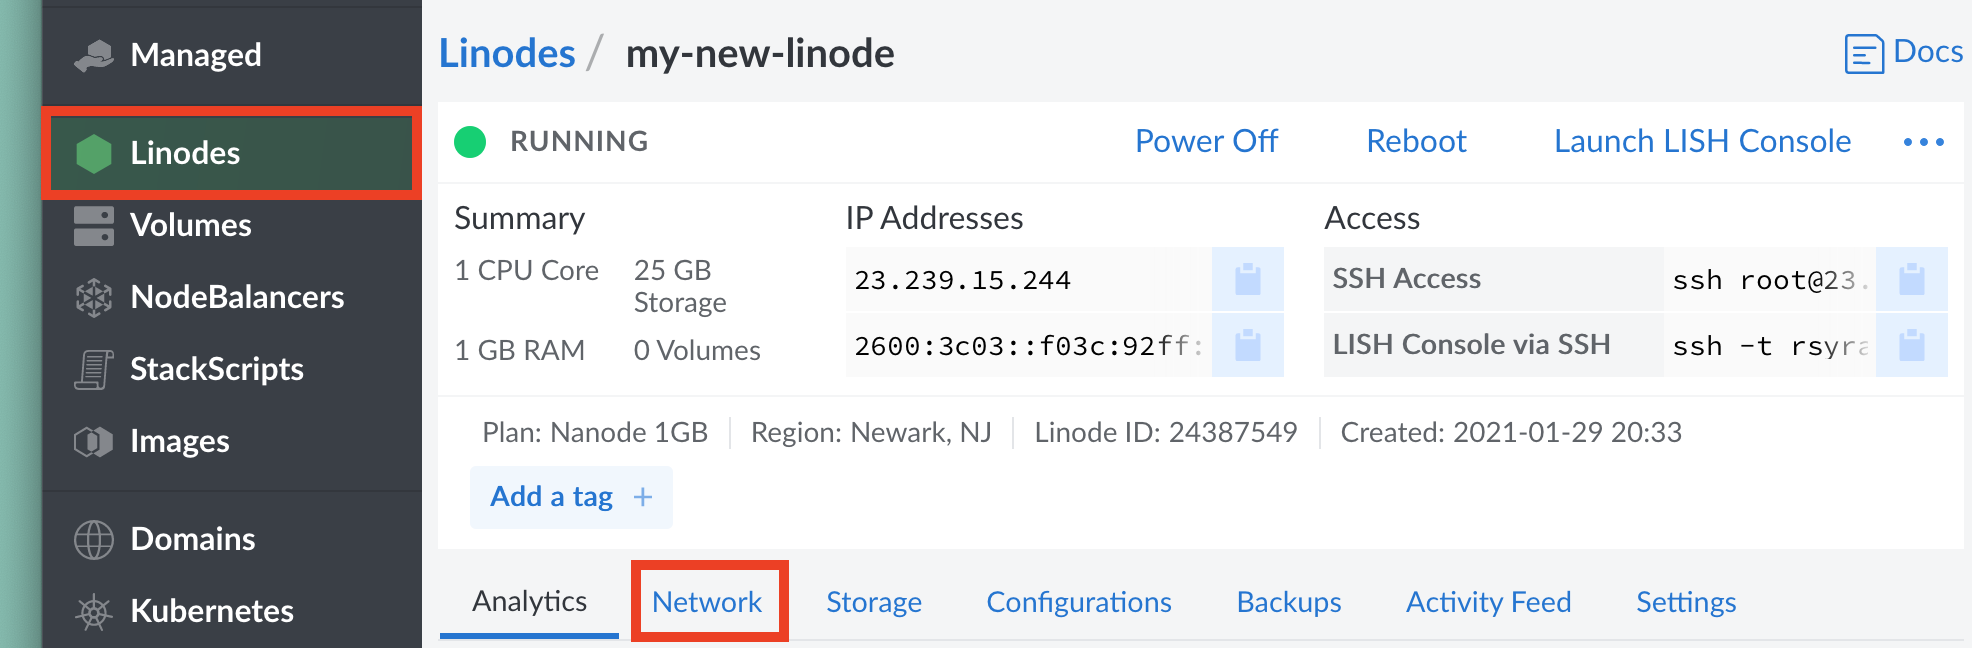 Managed
Linodes
Volumes
NodeBalancers
StackScripts
Images
Domains
Kubernetes
Linodes / my-new-linode
Docs
RUNNING
Power Off
Reboot
Launch LISH Console
Summary
1 CPU Core
25 GB Storage
1 GB RAM
0 Volumes
IP Addresses
23.239.15.244
2600:3c03::f03c:92ff:
Access
SSH Access
ssh root@23.
LISH Console via SSH
ssh -t rsyra
Plan: Nanode 1GB
Region: Newark, NJ
Linode ID: 24387549
Created: 2021-01-29 20:33
Add a tag +
Analytics
Network
Storage
Configurations
Backups
Activity Feed
Settings